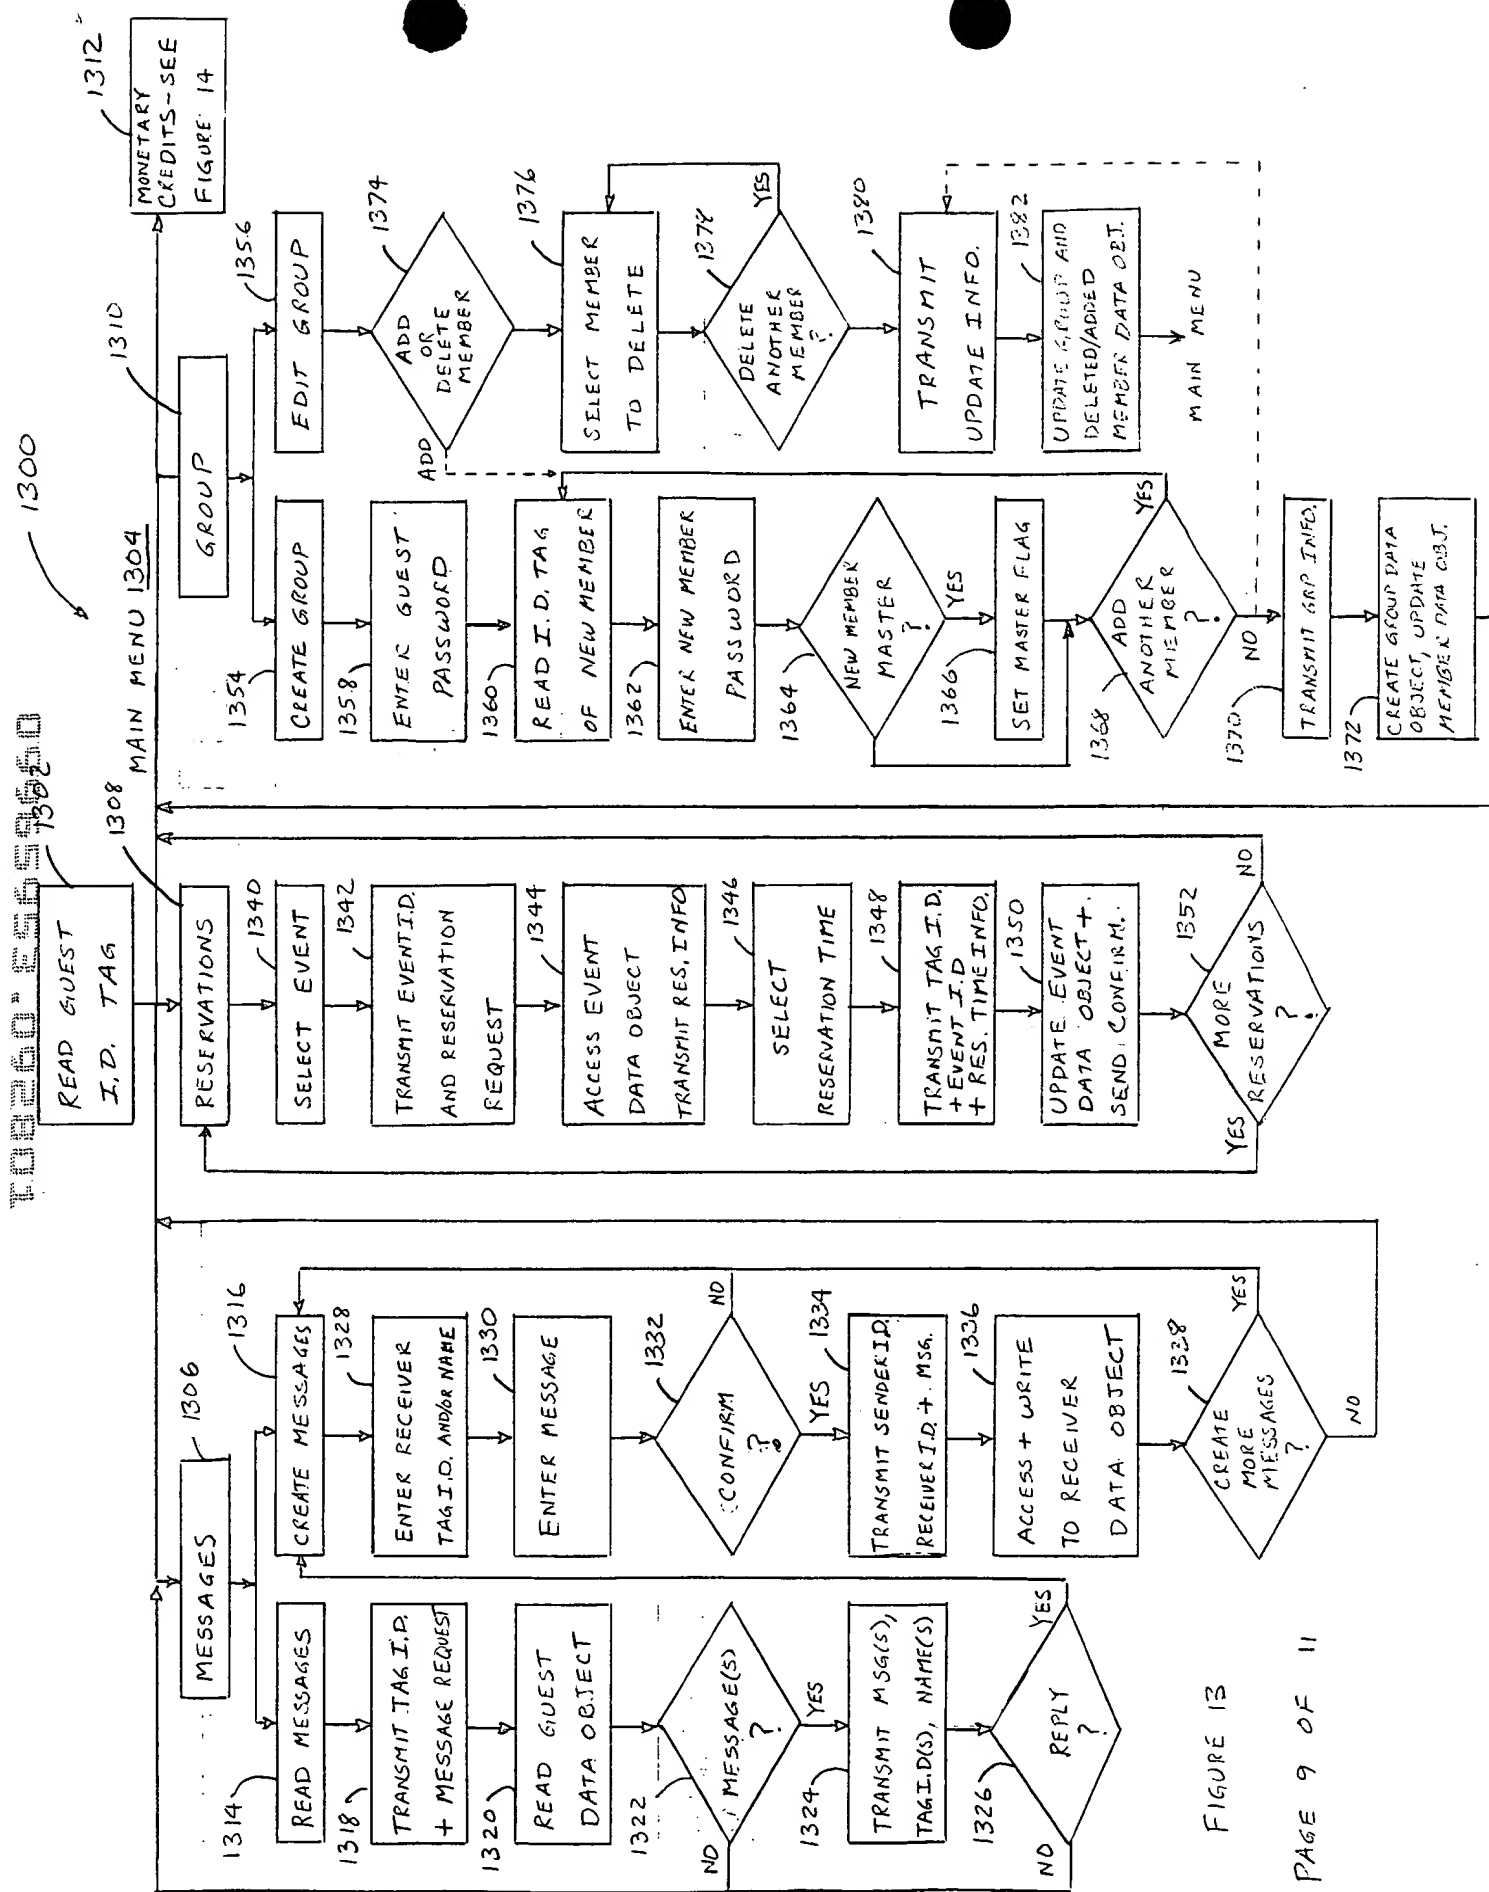 1300
READ GUEST
I.D. TAG
1302
MAIN MENU 1304
MESSAGES
1306
RESERVATIONS
1308
GROUP
1310
MONETARY
CREDITS-SEE
FIGURE 14
1312
1314
READ MESSAGES
1318
TRANSMIT TAG I.D.
+ MESSAGE REQUEST
1320
READ GUEST
DATA OBJECT
1322
MESSAGE(S)
?
NO
YES
1324
TRANSMIT MSG(S),
TAG I.D(S), NAME(S)
1326
REPLY
?
NO
YES
1316
CREATE MESSAGES
1328
ENTER RECEIVER
TAG I.D. AND/OR NAME
1330
ENTER MESSAGE
1332
CONFIRM
?
NO
YES
1334
TRANSMIT SENDER I.D.
RECEIVER I.D. + MSG.
1336
ACCESS + WRITE
TO RECEIVER
DATA OBJECT
1338
CREATE
MORE
MESSAGES
?
YES
NO
1340
SELECT EVENT
1342
TRANSMIT EVENT I.D.
AND RESERVATION
REQUEST
1344
ACCESS EVENT
DATA OBJECT
TRANSMIT RES. INFO
1346
SELECT
RESERVATION TIME
1348
TRANSMIT TAG I.D.
+ EVENT I.D
+ RES. TIME INFO.
1350
UPDATE EVENT
DATA OBJECT +
SEND CONFIRM.
1352
MORE
RESERVATIONS
?
YES
NO
1354
CREATE GROUP
1358
ENTER GUEST
PASSWORD
1360
READ I.D. TAG
OF NEW MEMBER
1362
ENTER NEW MEMBER
PASSWORD
1364
NEW MEMBER
MASTER
?
YES
1366
SET MASTER FLAG
1368
ADD
ANOTHER
MEMBER
?
YES
NO
1370
TRANSMIT GRP INFO.
1372
CREATE GROUP DATA
OBJECT, UPDATE
MEMBER DATA OBJ.
1356
EDIT GROUP
1374
ADD
OR
DELETE
MEMBER
ADD
1376
SELECT MEMBER
TO DELETE
1378
DELETE
ANOTHER
MEMBER
?
YES
1380
TRANSMIT
UPDATE INFO.
1382
UPDATE GROUP AND
DELETED/ADDED
MEMBER DATA OBJ.
MAIN MENU
FIGURE 13
PAGE 9 OF 11